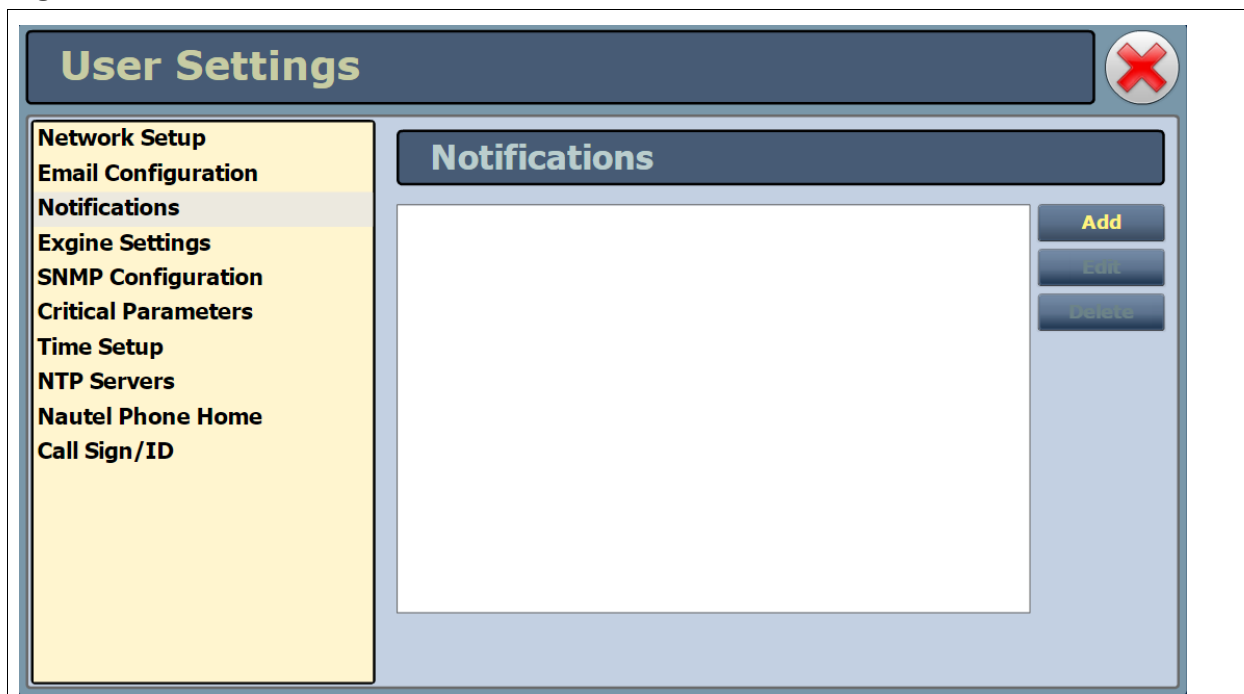 User Settings
Network Setup
Email Configuration
Notifications
Exgine Settings
SNMP Configuration
Critical Parameters
Time Setup
NTP Servers
Nautel Phone Home
Call Sign/ID
Notifications
Add
Edit
Delete